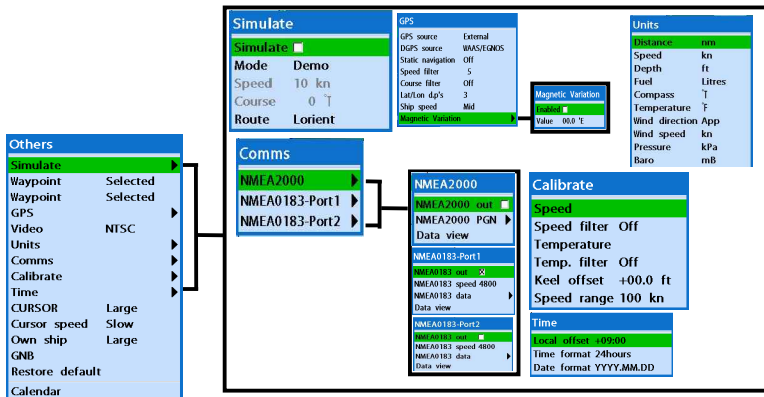 Others
Simulate
Waypoint Selected
Waypoint Selected
GPS
Video NTSC
Units
Comms
Calibrate
Time
CURSOR Large
Cursor speed Slow
Own ship Large
GNB
Restore default
Calendar
Simulate
Simulate
Mode Demo
Speed 10 kn
Course 0 °T
Route Lorient
GPS
GPS source External
DGPS source WAAS/EGNOS
Static navigation Off
Speed filter 5
Course filter Off
Lat/Lon d.p's 3
Ship speed Mid
Magnetic Variation
Magnetic Variation
Enabled
Value 00.0 °E
Units
Distance nm
Speed kn
Depth ft
Fuel Litres
Compass °T
Temperature °F
Wind direction App
Wind speed kn
Pressure kPa
Baro mB
Comms
NMEA2000
NMEA0183-Port1
NMEA0183-Port2
NMEA2000
NMEA2000 out
NMEA2000 PGN
Data view
NMEA0183-Port1
NMEA0183 out
NMEA0183 speed 4800
NMEA0183 data
Data view
NMEA0183-Port2
NMEA0183 out
NMEA0183 speed 4800
NMEA0183 data
Data view
Calibrate
Speed
Speed filter Off
Temperature
Temp. filter Off
Keel offset +00.0 ft
Speed range 100 kn
Time
Local offset +09:00
Time format 24hours
Date format YYYY.MM.DD